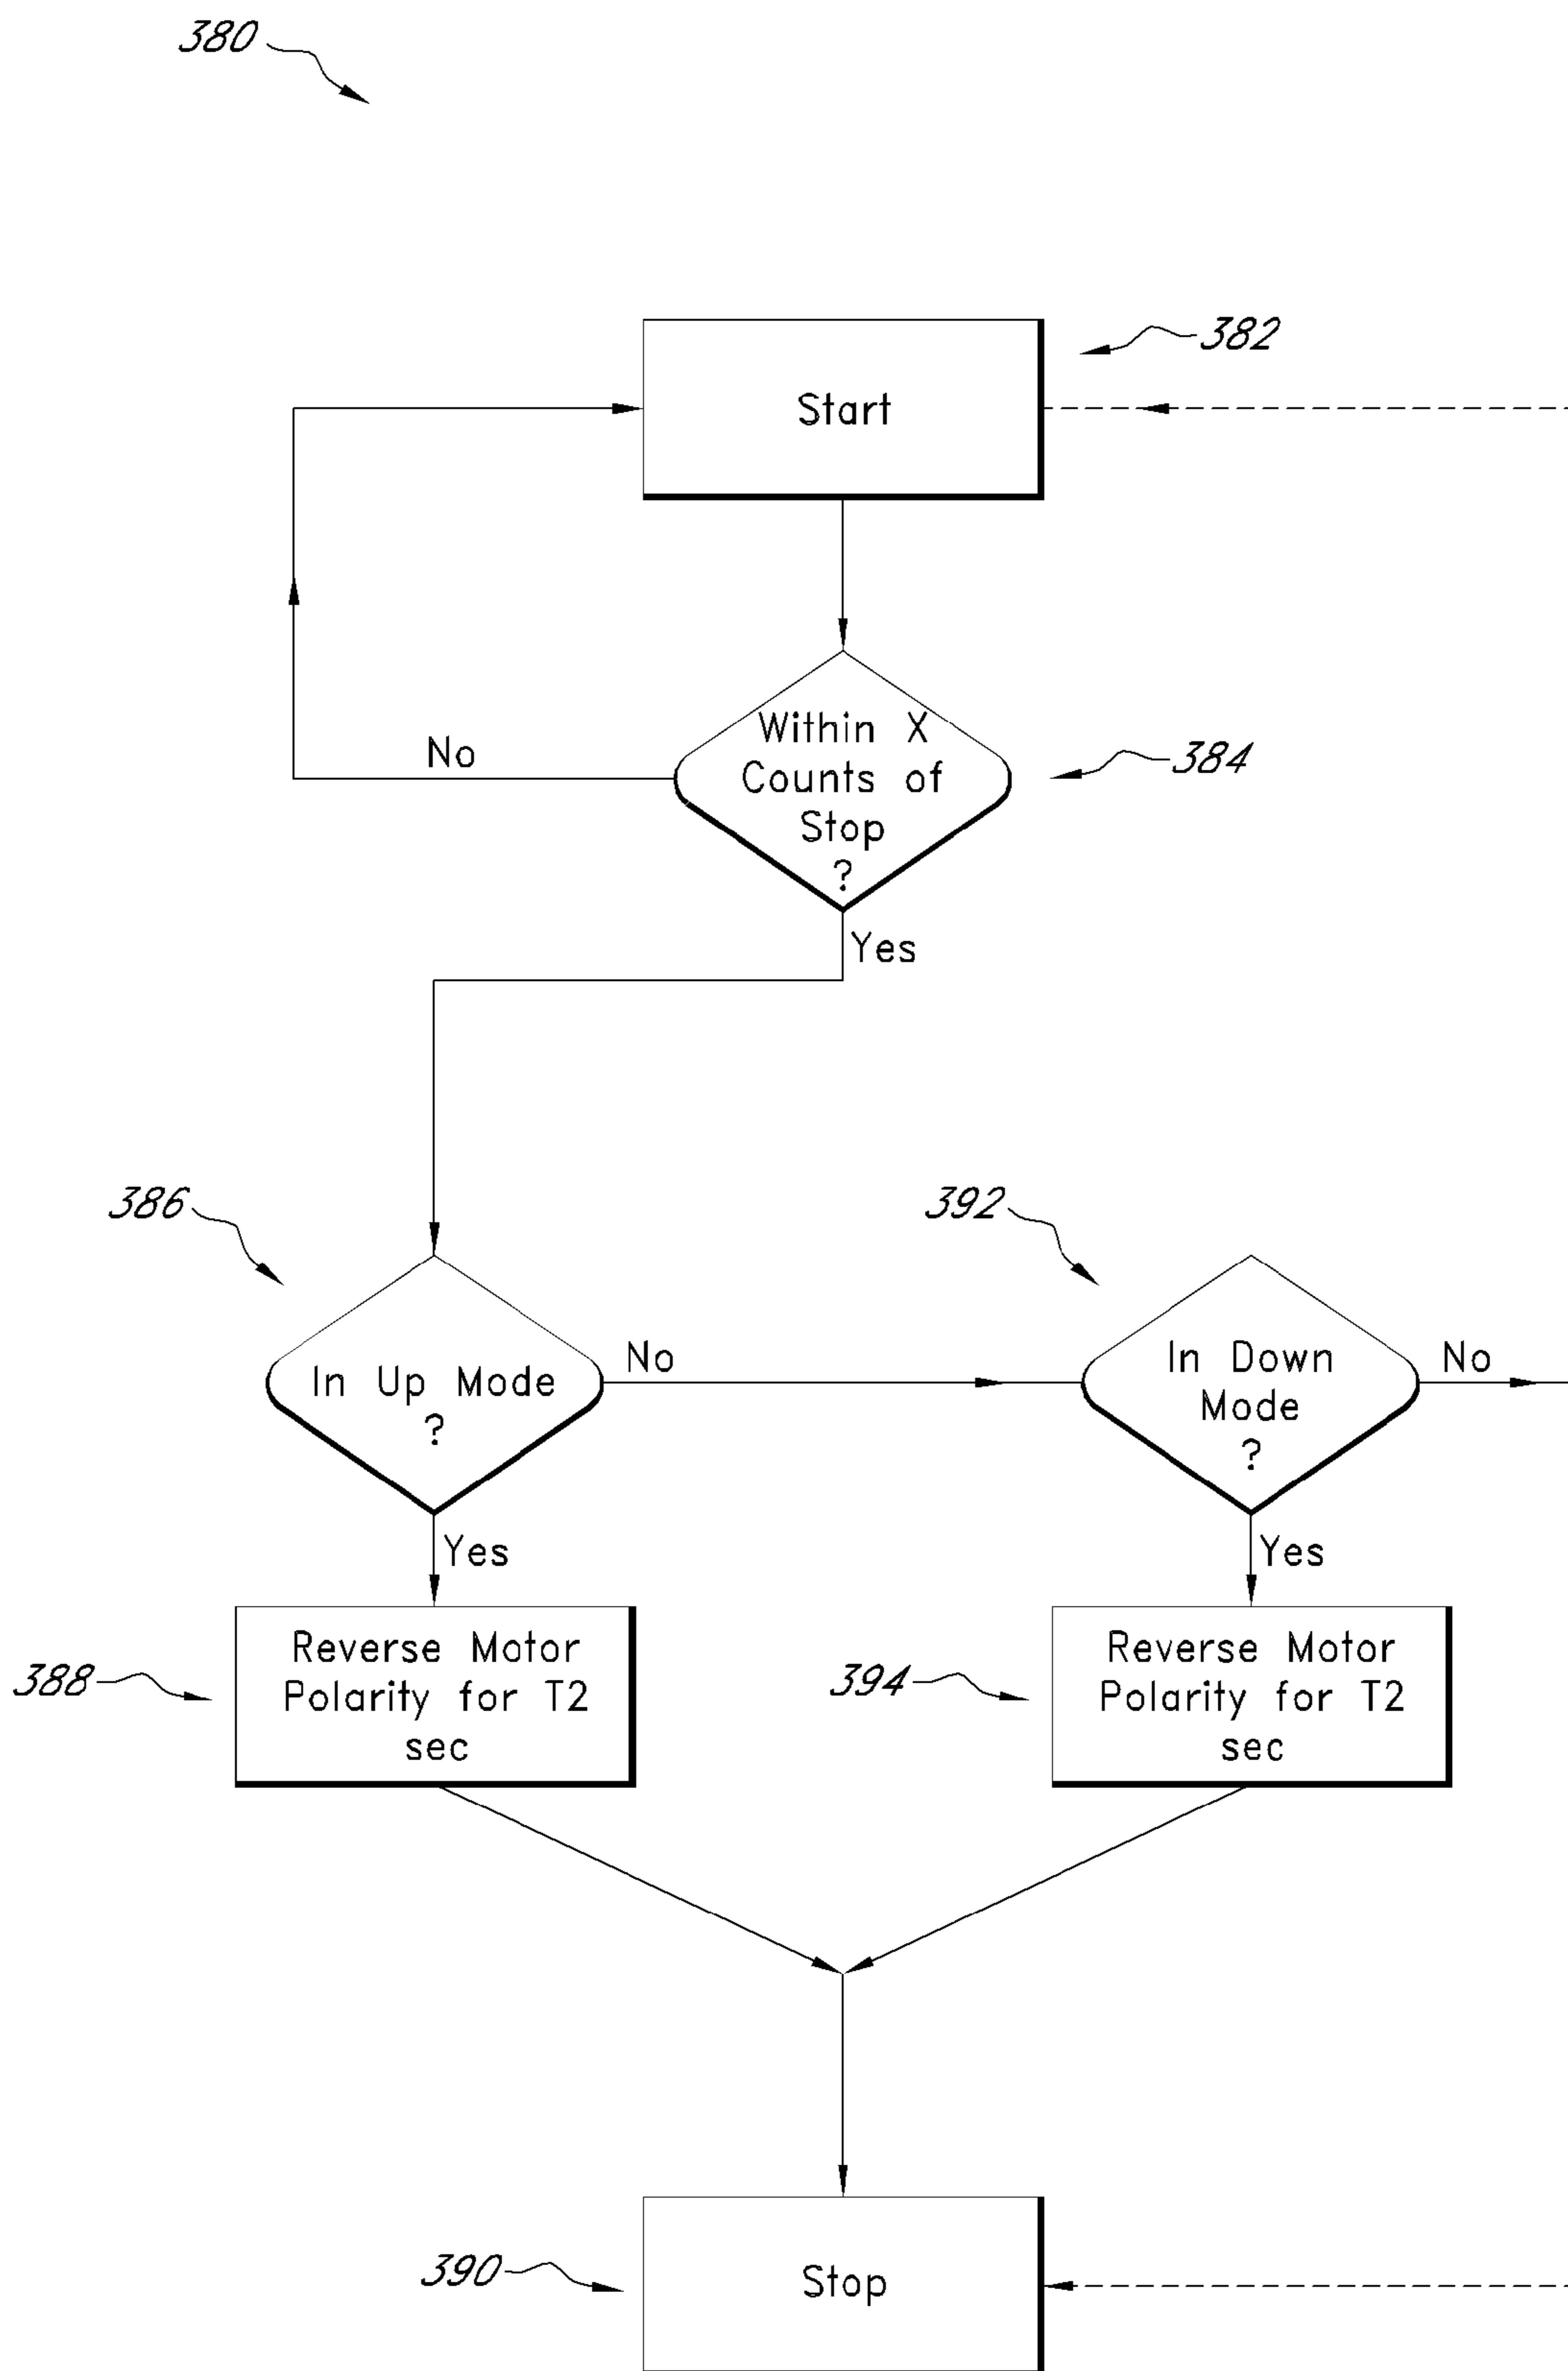 380
382
Start
384
Within X
Counts of
Stop
?
No
Yes
386
392
In Up Mode
?
No
In Down
Mode
?
No
Yes
Yes
388
Reverse Motor
Polarity for T2
sec
394
Reverse Motor
Polarity for T2
sec
390
Stop